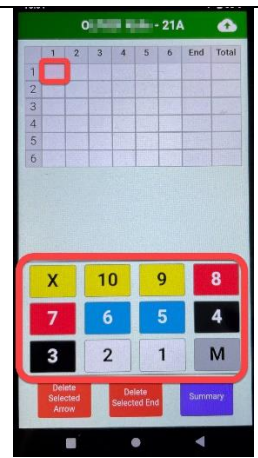 - 21A
1 2 3 4 5 6 End Total
1
2
3
4
5
6
X 10 9 8
7 6 5 4
3 2 1 M
Delete Selected Arrow
Delete Selected End
Summary